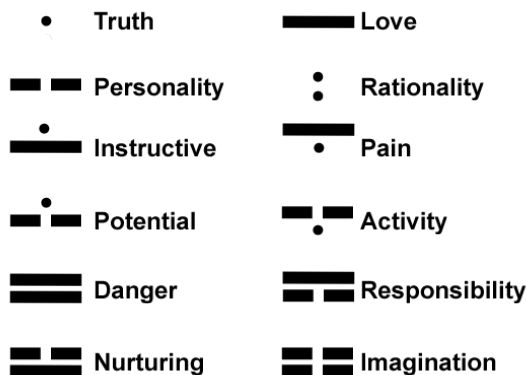 Truth Love
Personality Rationality
Instructive Pain
Potential Activity
Danger Responsibility
Nurturing Imagination